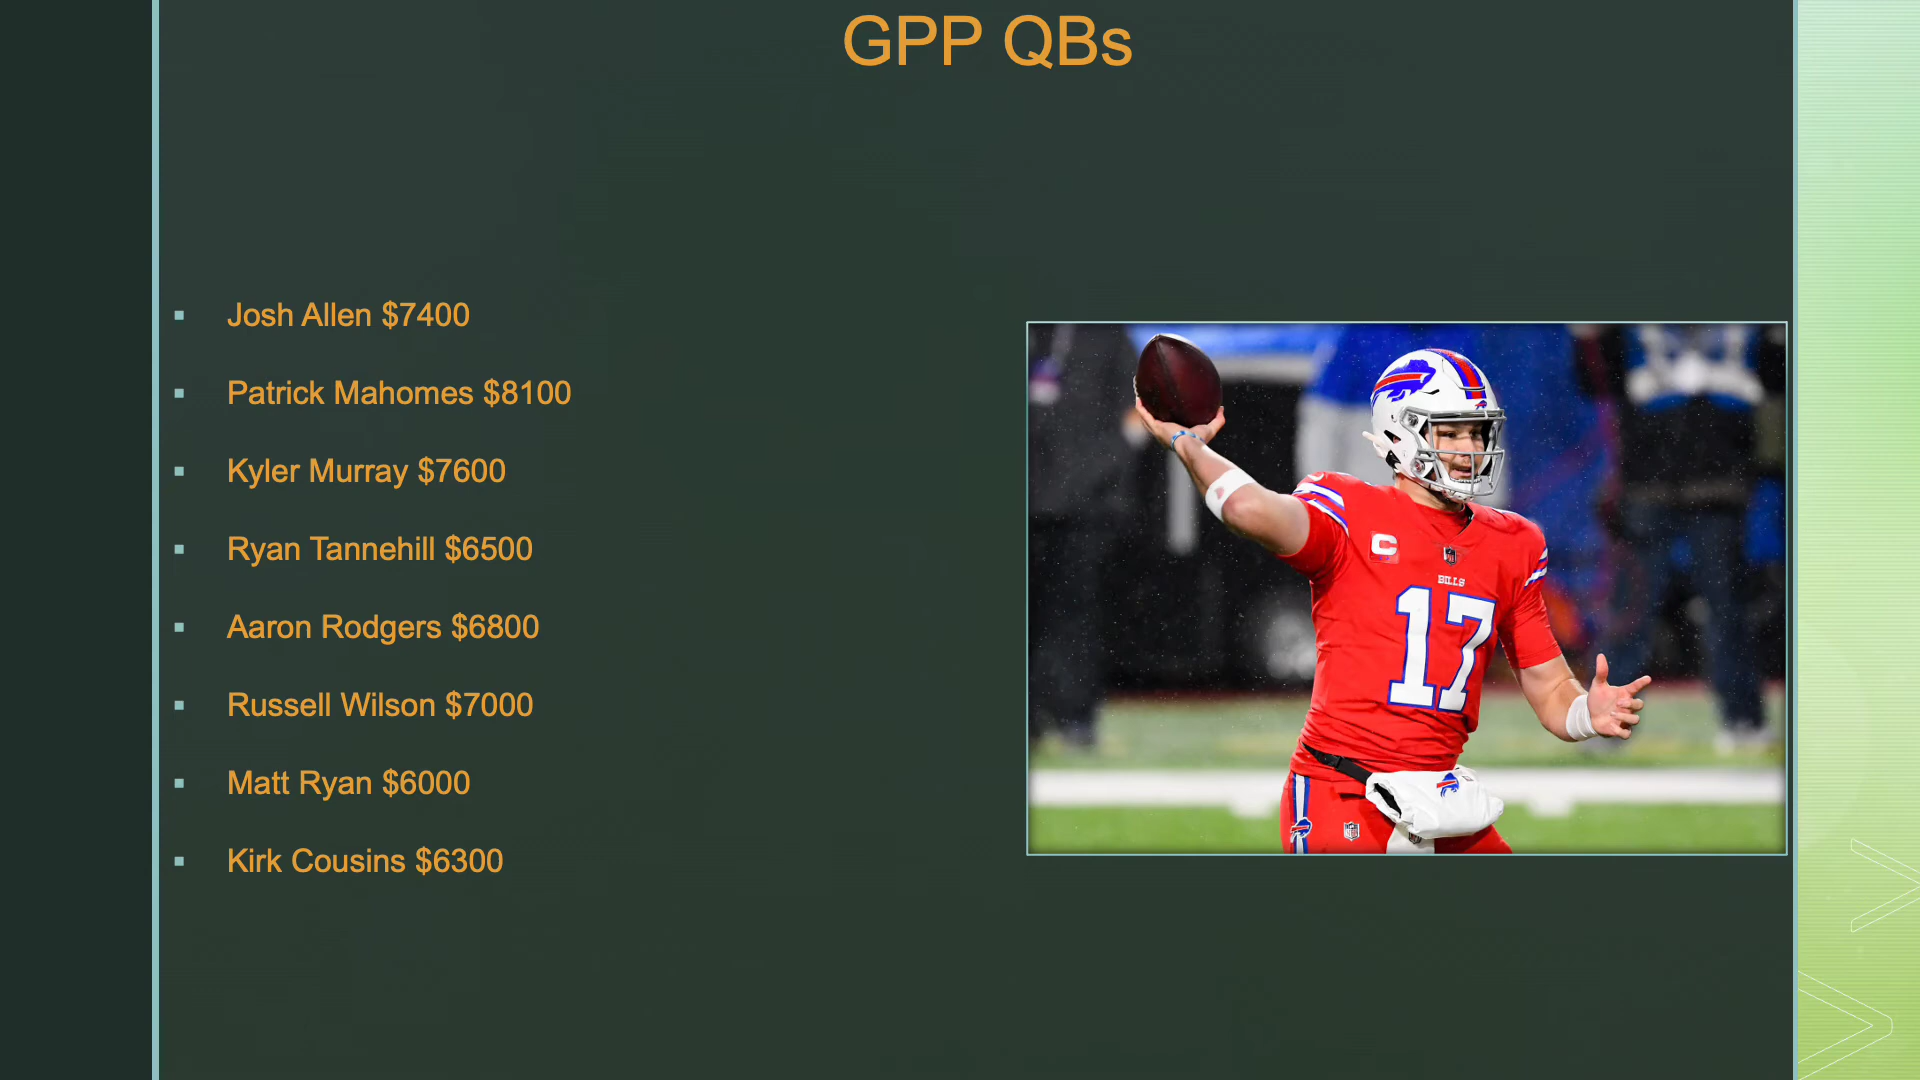 GPP QBs
Josh Allen $7400
Patrick Mahomes $8100
Kyler Murray $7600
Ryan Tannehill $6500
Aaron Rodgers $6800
Russell Wilson $7000
Matt Ryan $6000
Kirk Cousins $6300
C
BILLS
17